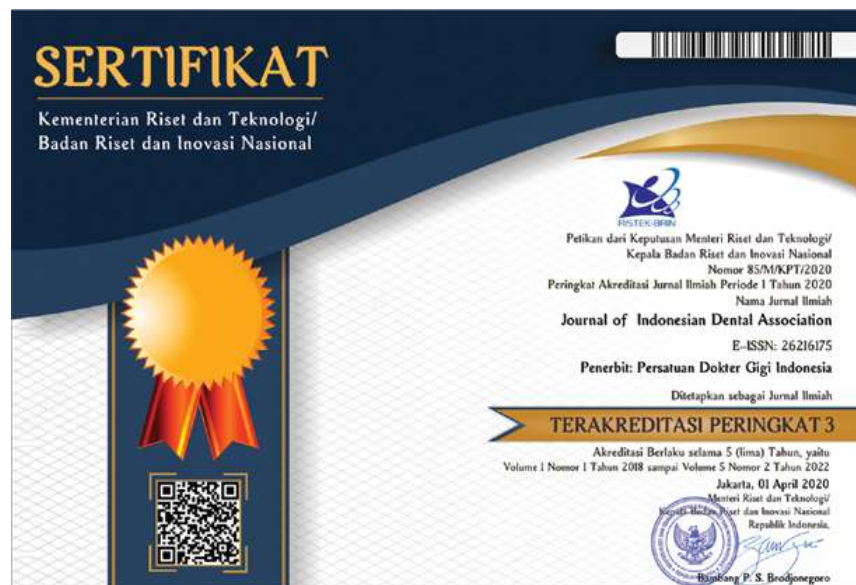 SERTIFIKAT
Kementerian Riset dan Teknologi/
Badan Riset dan Inovasi Nasional
RISTEK-BRIN
Petikan dari Keputusan Menteri Riset dan Teknologi/
Kepala Badan Riset dan Inovasi Nasional
Nomor 85/M/KPT/2020
Peringkat Akreditasi Jurnal Ilmiah Periode 1 Tahun 2020
Nama Jurnal Ilmiah
Journal of Indonesian Dental Association
E-ISSN: 26216175
Penerbit: Persatuan Dokter Gigi Indonesia
Ditetapkan sebagai Jurnal Ilmiah
TERAKREDITASI PERINGKAT 3
Akreditasi Berlaku selama 5 (lima) Tahun, yaitu
Volume 1 Nomor 1 Tahun 2018 sampai Volume 5 Nomor 2 Tahun 2022
Jakarta, 01 April 2020
Menteri Riset dan Teknologi/
Kepala Badan Riset dan Inovasi Nasional
Republik Indonesia,
Bambang P. S. Brodjonegoro